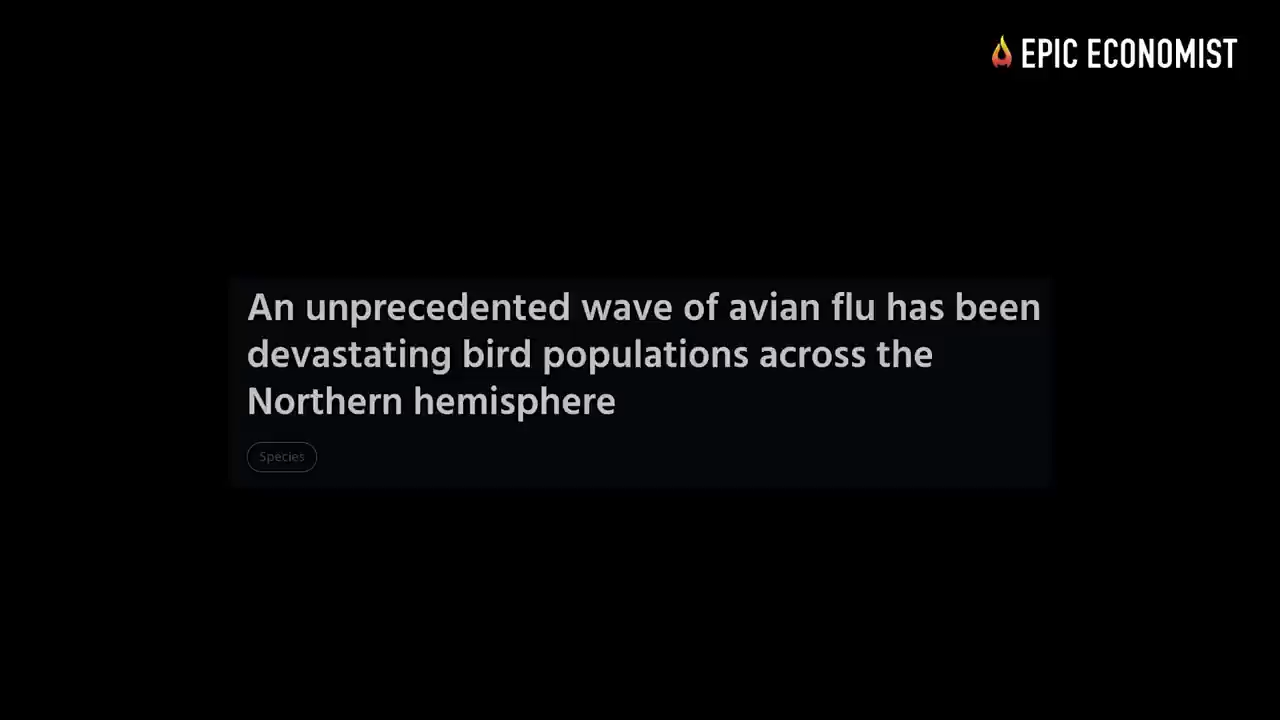 EPIC ECONOMIST
An unprecedented wave of avian flu has been
devastating bird populations across the
Northern hemisphere
Species